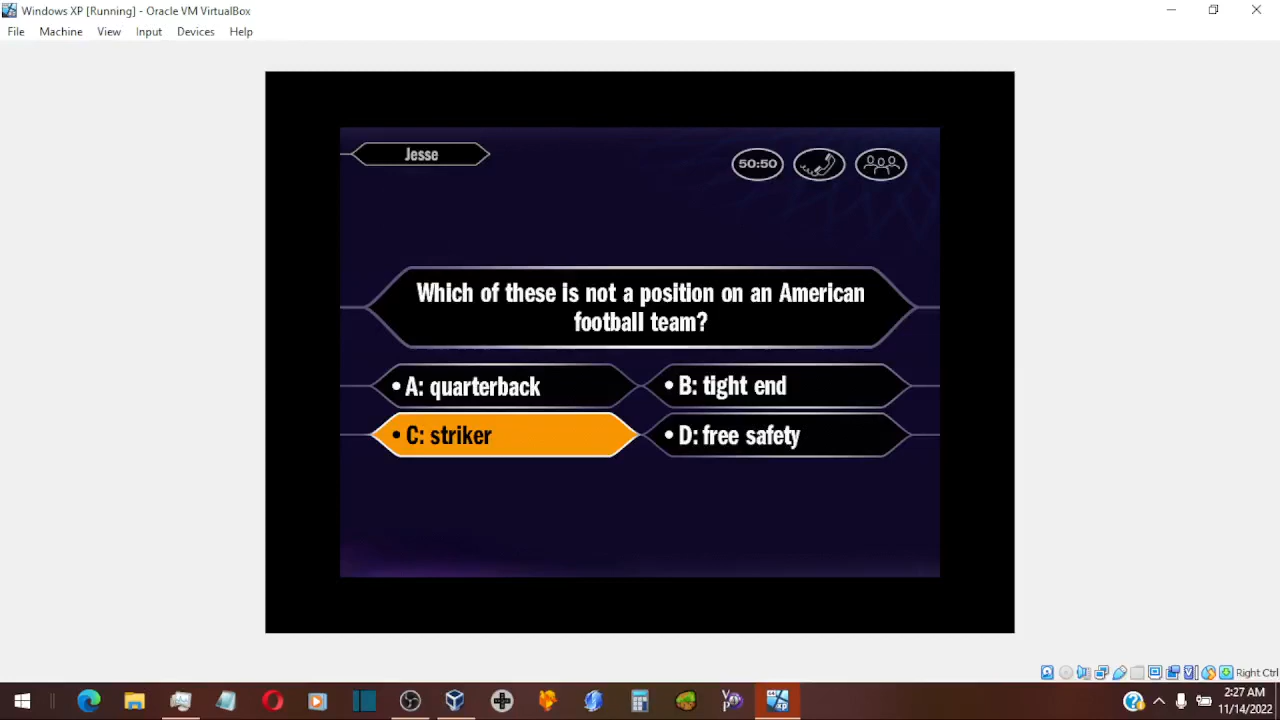 Windows XP [Running] - Oracle VM VirtualBox
File Machine View Input Devices Help
Jesse
50:50
Which of these is not a position on an American
football team?
• A: quarterback
• B: tight end
• C: striker
• D: free safety
Right Ctrl
2:27 AM
11/14/2022